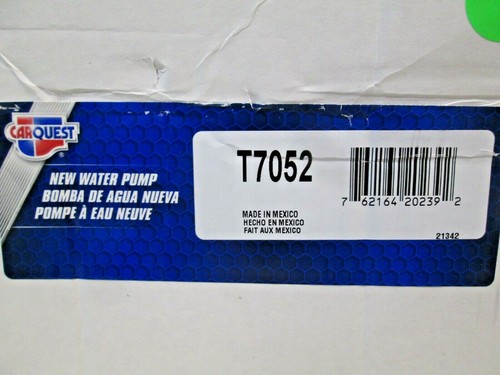 CARQUEST
NEW WATER PUMP
BOMBA DE AGUA NUEVA
POMPE À EAU NEUVE
T7052
MADE IN MEXICO
HECHO EN MÉXICO
FAIT AUX MEXICO
7 62164 20239 2
21342